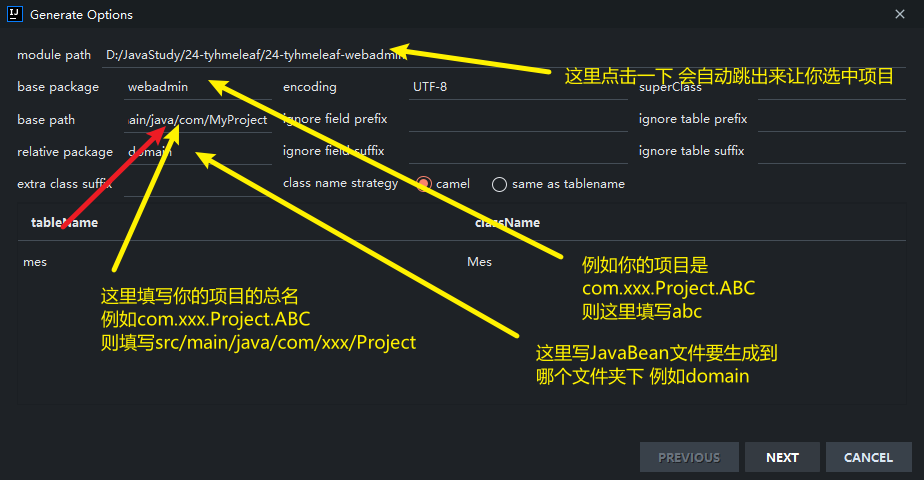 IJ Generate Options
module path D:/JavaStudy/24-tyhmeleaf/24-tyhmeleaf-webadmin
这里点击一下 会自动跳出来让你选中项目
base package webadmin encoding UTF-8 superClass
base path ain/java/com/MyProject ignore field prefix ignore table prefix
relative package domain ignore field suffix ignore table suffix
extra class suffix class name strategy camel same as tablename
tableName className
mes Mes
这里填写你的项目的总名
例如com.xxx.Project.ABC
则填写src/main/java/com/xxx/Project
例如你的项目是
com.xxx.Project.ABC
则这里填写abc
这里写JavaBean文件要生成到
哪个文件夹下 例如domain
PREVIOUS NEXT CANCEL